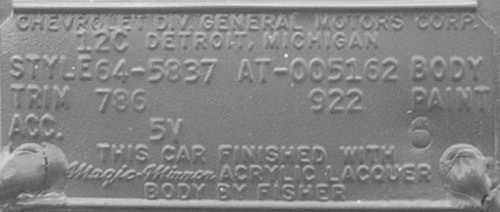 CHEVROLET DIV. GENERAL MOTORS CORP.
12C DETROIT, MICHIGAN
STYLE 64-5837 AT-005162 BODY
TRIM 786 922 PAINT
ACC. 5V 6
THIS CAR FINISHED WITH
Magic-Mirror ACRYLIC LACQUER
BODY BY FISHER